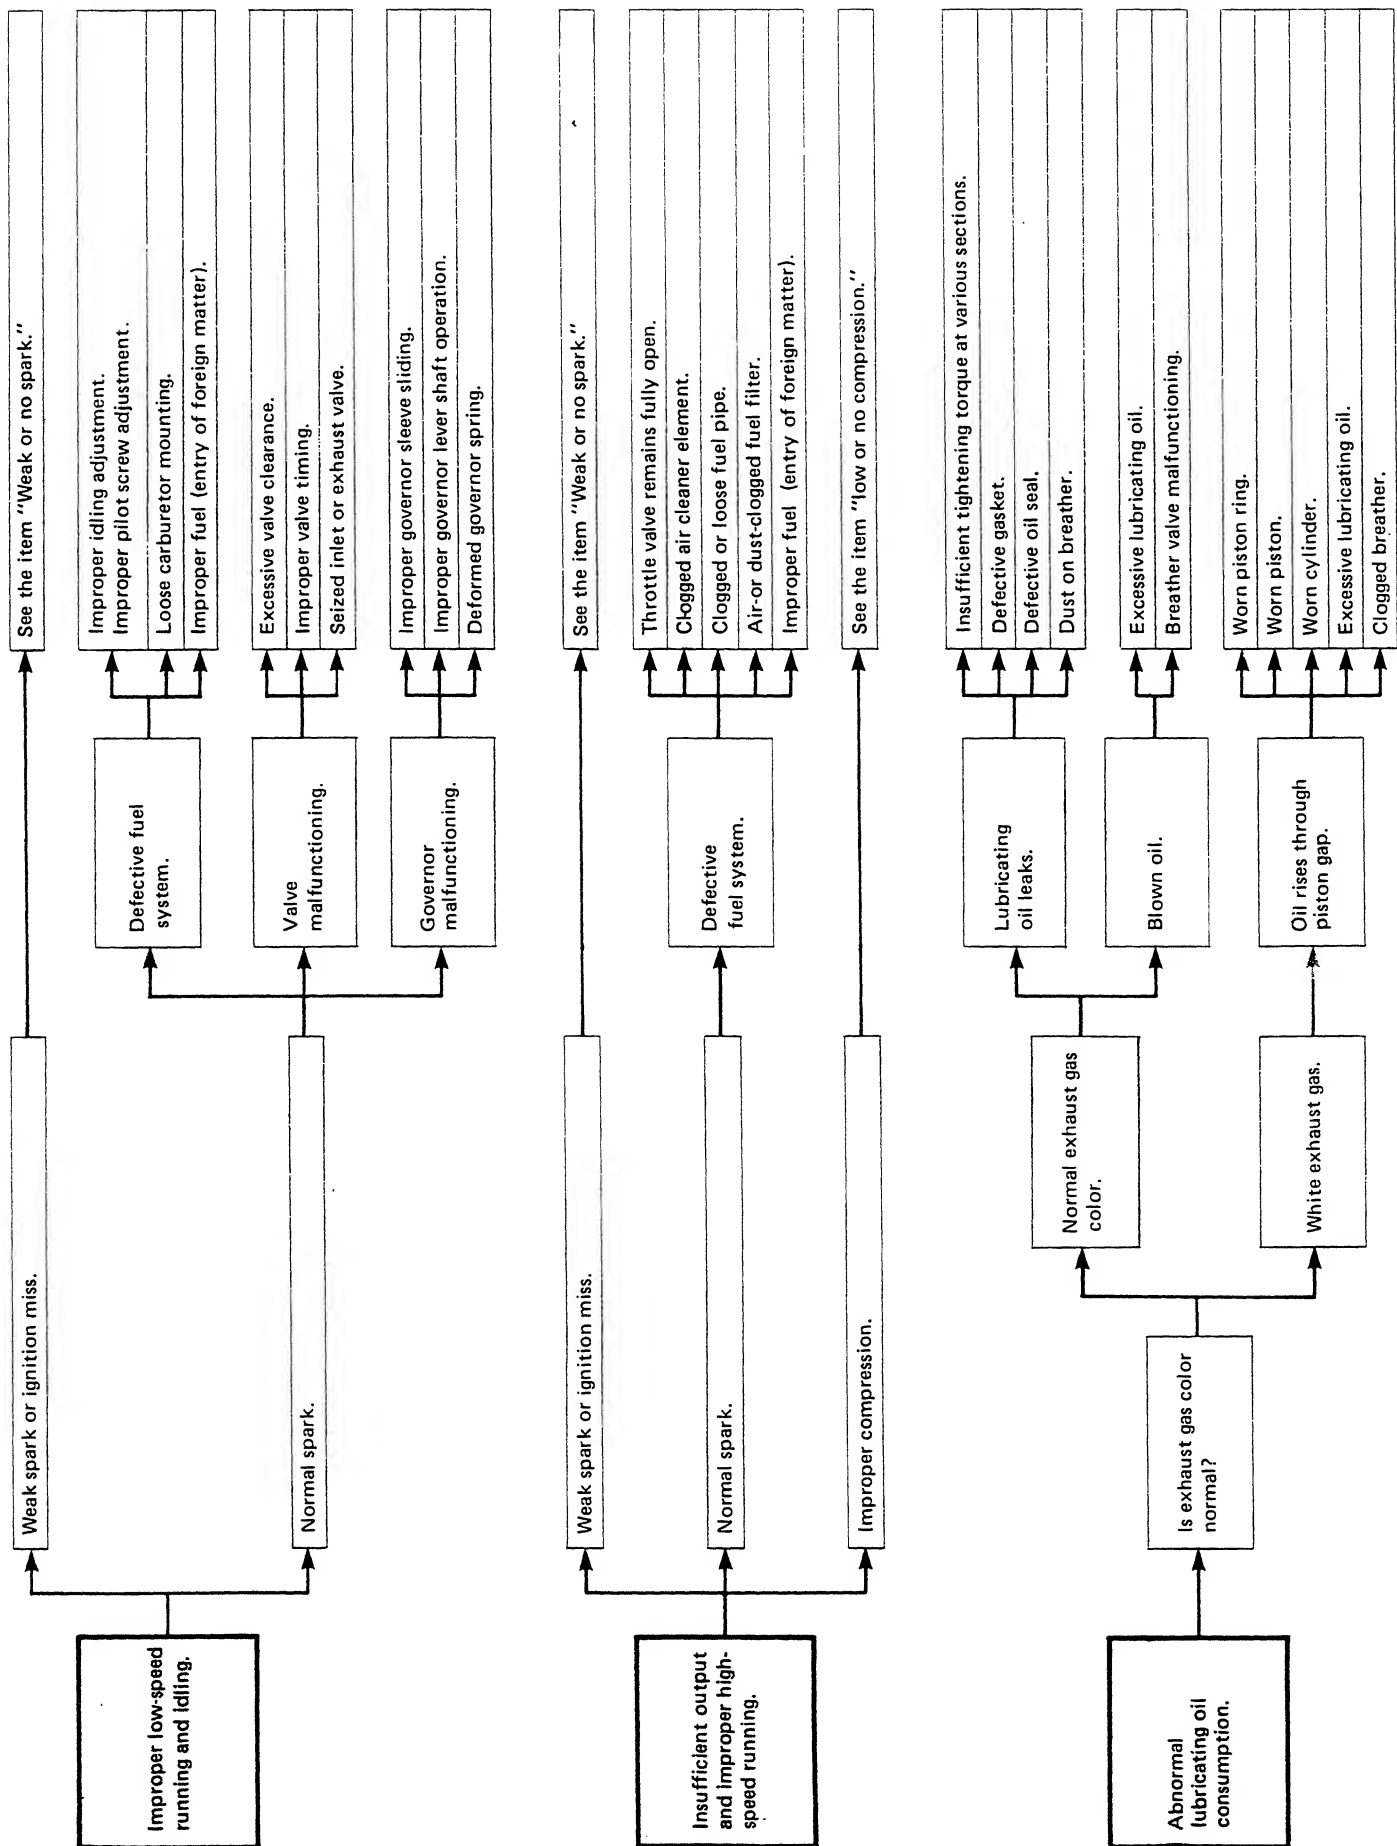 Improper low-speed
running and idling.
Weak spark or ignition miss.
See the item "Weak or no spark."
Normal spark.
Defective fuel
system.
Improper idling adjustment.
Improper pilot screw adjustment.
Loose carburetor mounting.
Improper fuel (entry of foreign matter).
Valve
malfunctioning.
Excessive valve clearance.
Improper valve timing.
Seized inlet or exhaust valve.
Governor
malfunctioning.
Improper governor sleeve sliding.
Improper governor lever shaft operation.
Deformed governor spring.
Insufficient output
and improper high-
speed running.
Weak spark or ignition miss.
See the item "Weak or no spark."
Normal spark.
Defective
fuel system.
Throttle valve remains fully open.
Clogged air cleaner element.
Clogged or loose fuel pipe.
Air-or dust-clogged fuel filter.
Improper fuel (entry of foreign matter).
Improper compression.
See the item "low or no compression."
Abnormal
lubricating oil
consumption.
Is exhaust gas color
normal?
Normal exhaust gas
color.
Lubricating
oil leaks.
Insufficient tightening torque at various sections.
Defective gasket.
Defective oil seal.
Dust on breather.
Blown oil.
Excessive lubricating oil.
Breather valve malfunctioning.
White exhaust gas.
Oil rises through
piston gap.
Worn piston ring.
Worn piston.
Worn cylinder.
Excessive lubricating oil.
Clogged breather.